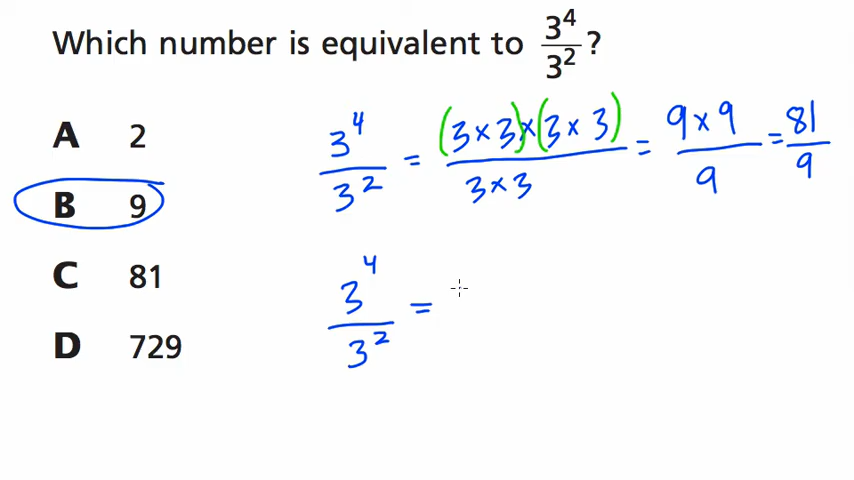 Which number is equivalent to 3⁴/3² ?
A 2
3⁴/3² = (3 × 3)×(3 × 3)/3 × 3 = 9 × 9/9 = 81/9
B 9
C 81
3⁴/3² =
D 729